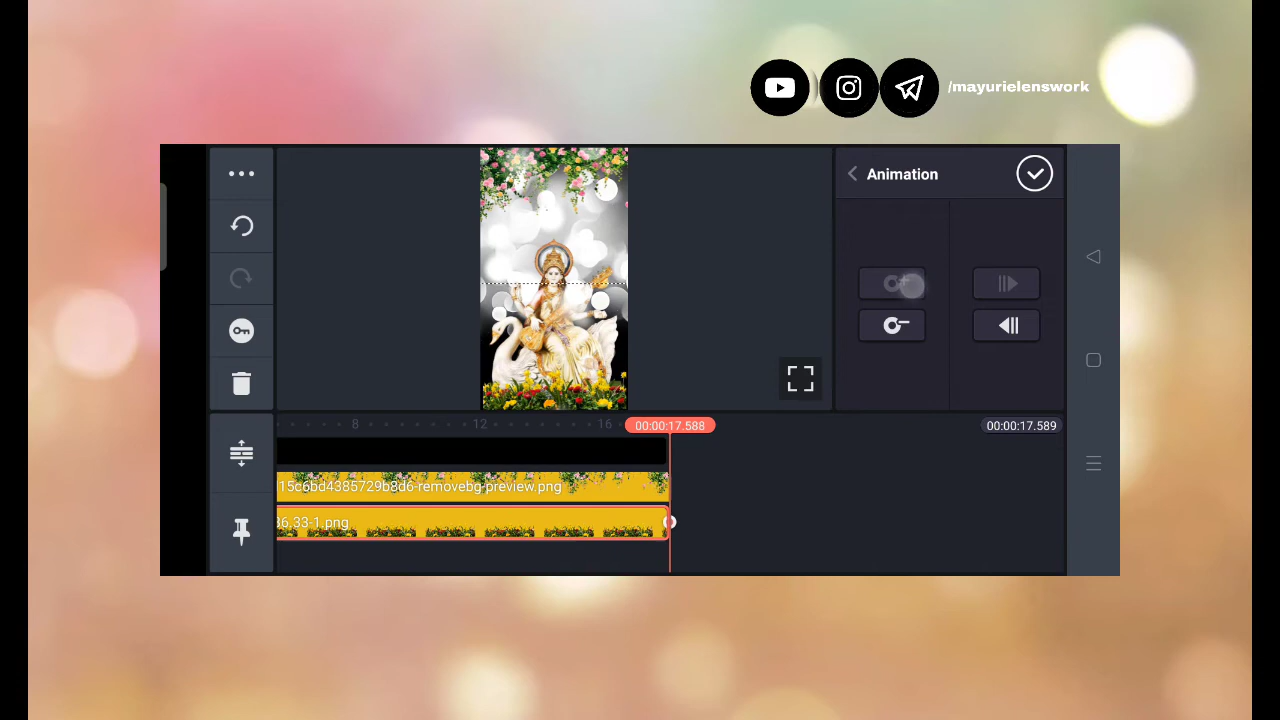 /mayurielenswork
Animation
8
12
16
00:00:17.588
00:00:17.589
15c6bd4385729b8d6-removebg-preview.png
36.33-1.png